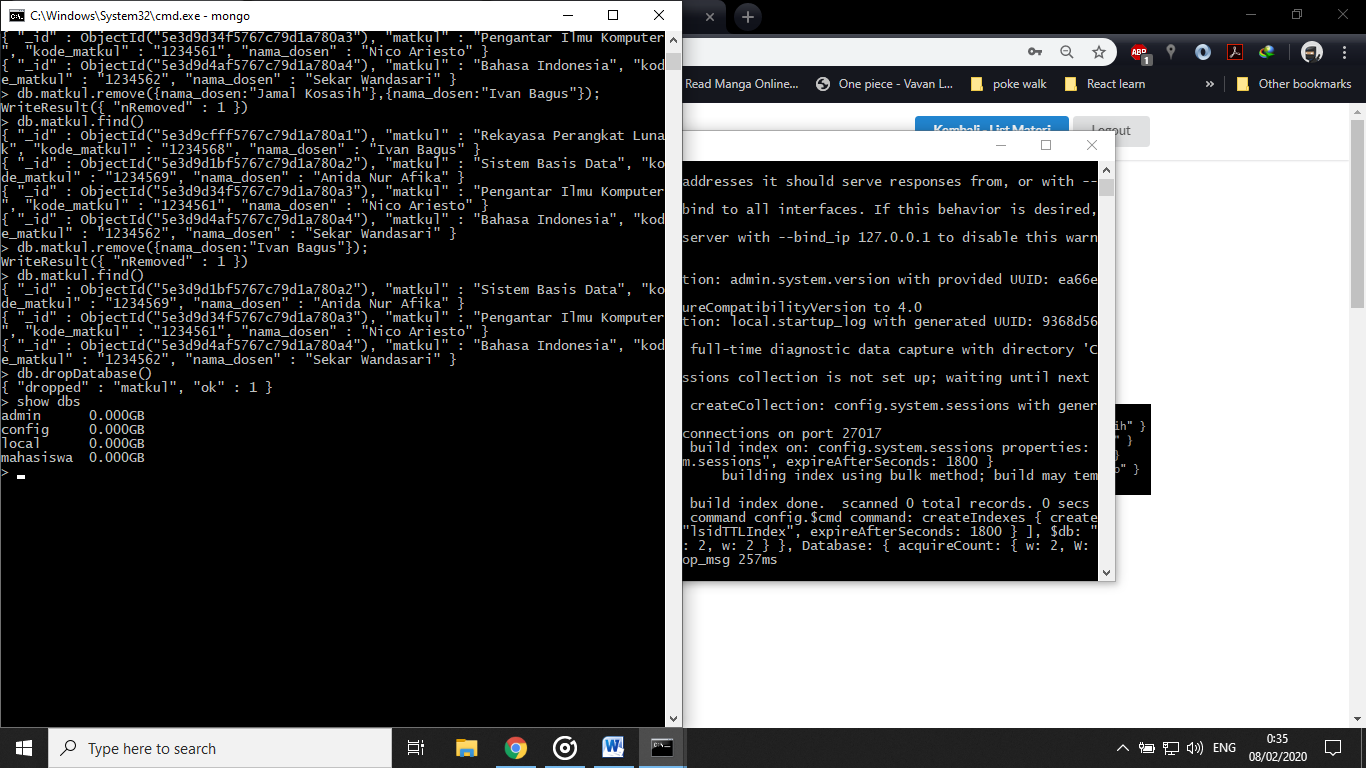 C:\Windows\System32\cmd.exe - mongo
{ "_id" : ObjectId("5e3d9d34f5767c79d1a780a3"), "matkul" : "Pengantar Ilmu Komputer
", "kode_matkul" : "1234561", "nama_dosen" : "Nico Ariesto" }
{ "_id" : ObjectId("5e3d9d4af5767c79d1a780a4"), "matkul" : "Bahasa Indonesia", "kod
e_matkul" : "1234562", "nama_dosen" : "Sekar Wandasari" }
> db.matkul.remove({nama_dosen:"Jamal Kosasih"},{nama_dosen:"Ivan Bagus"});
WriteResult({ "nRemoved" : 1 })
> db.matkul.find()
{ "_id" : ObjectId("5e3d9cfff5767c79d1a780a1"), "matkul" : "Rekayasa Perangkat Luna
k", "kode_matkul" : "1234568", "nama_dosen" : "Ivan Bagus" }
{ "_id" : ObjectId("5e3d9d1bf5767c79d1a780a2"), "matkul" : "Sistem Basis Data", "ko
de_matkul" : "1234569", "nama_dosen" : "Anida Nur Afika" }
{ "_id" : ObjectId("5e3d9d34f5767c79d1a780a3"), "matkul" : "Pengantar Ilmu Komputer
", "kode_matkul" : "1234561", "nama_dosen" : "Nico Ariesto" }
{ "_id" : ObjectId("5e3d9d4af5767c79d1a780a4"), "matkul" : "Bahasa Indonesia", "kod
e_matkul" : "1234562", "nama_dosen" : "Sekar Wandasari" }
> db.matkul.remove({nama_dosen:"Ivan Bagus"});
WriteResult({ "nRemoved" : 1 })
> db.matkul.find()
{ "_id" : ObjectId("5e3d9d1bf5767c79d1a780a2"), "matkul" : "Sistem Basis Data", "ko
de_matkul" : "1234569", "nama_dosen" : "Anida Nur Afika" }
{ "_id" : ObjectId("5e3d9d34f5767c79d1a780a3"), "matkul" : "Pengantar Ilmu Komputer
", "kode_matkul" : "1234561", "nama_dosen" : "Nico Ariesto" }
{ "_id" : ObjectId("5e3d9d4af5767c79d1a780a4"), "matkul" : "Bahasa Indonesia", "kod
e_matkul" : "1234562", "nama_dosen" : "Sekar Wandasari" }
> db.dropDatabase()
{ "dropped" : "matkul", "ok" : 1 }
> show dbs
admin 0.000GB
config 0.000GB
local 0.000GB
mahasiswa 0.000GB
>
ABP
1
Read Manga Online...
One piece - Vavan L...
poke walk
React learn
»
Other bookmarks
Kembali - List Materi
Logout
addresses it should serve responses from, or with --
bind to all interfaces. If this behavior is desired,
server with --bind_ip 127.0.0.1 to disable this warn
tion: admin.system.version with provided UUID: ea66e
ureCompatibilityVersion to 4.0
tion: local.startup_log with generated UUID: 9368d56
full-time diagnostic data capture with directory 'C
ssions collection is not set up; waiting until next
createCollection: config.system.sessions with gener
connections on port 27017
build index on: config.system.sessions properties:
m.sessions", expireAfterSeconds: 1800 }
building index using bulk method; build may tem
build index done. scanned 0 total records. 0 secs
command config.$cmd command: createIndexes { create
"lsidTTLIndex", expireAfterSeconds: 1800 } ], $db: "
: 2, w: 2 } }, Database: { acquireCount: { w: 2, W:
op_msg 257ms
ih" }
" }
}
o" }
Type here to search
ENG
0:35
08/02/2020